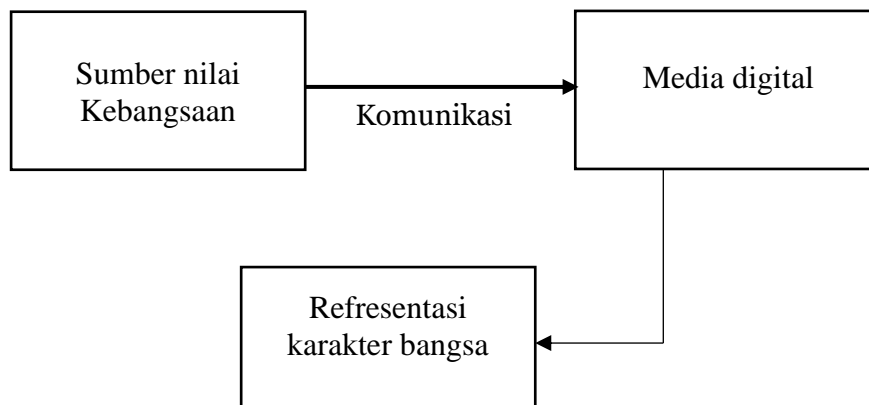 Sumber nilai
Kebangsaan
Komunikasi
Media digital
Refresentasi
karakter bangsa